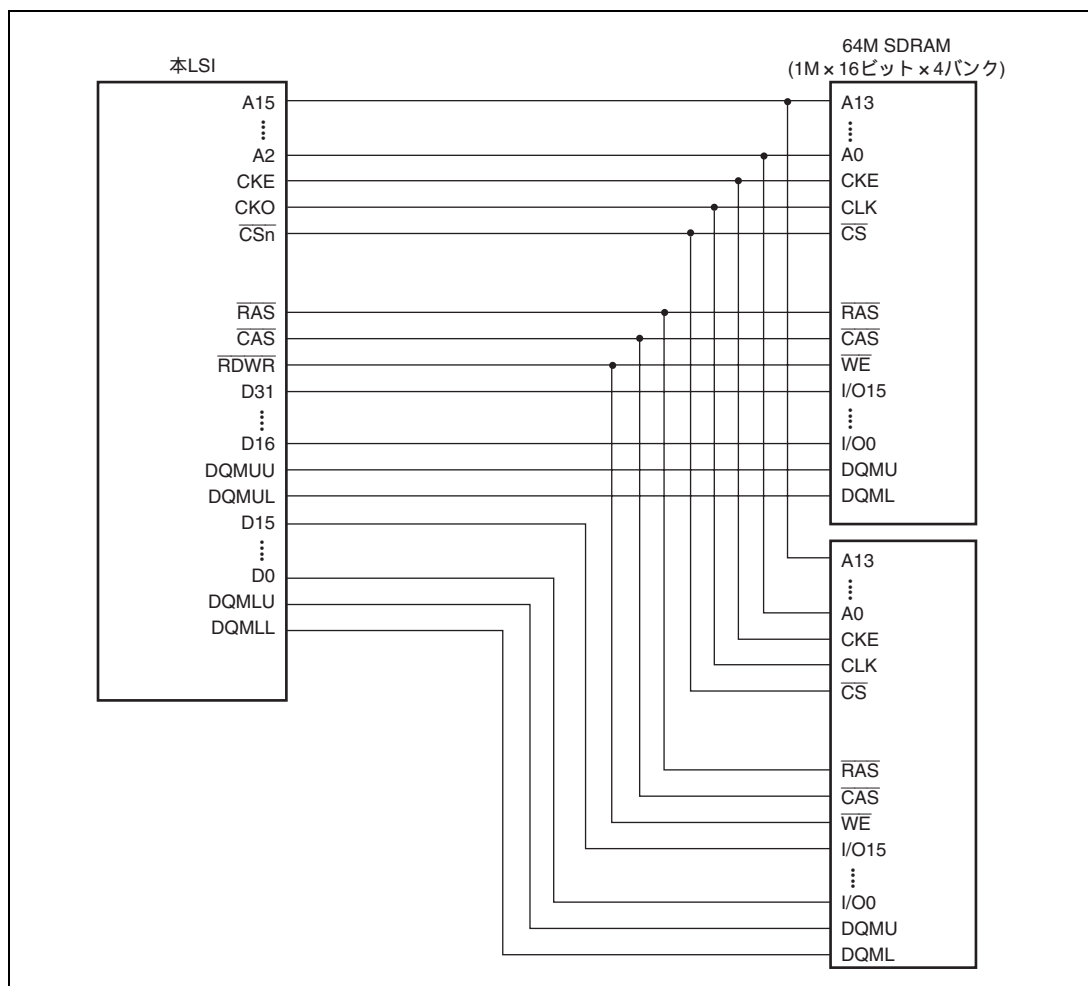 本LSI
A15
A2
CKE
CKO
CSn
RAS
CAS
RDWR
D31
D16
DQMUU
DQMUL
D15
D0
DQMLU
DQMLL
64M SDRAM
(1M×16ビット×4バンク)
A13
A0
CKE
CLK
CS
RAS
CAS
WE
I/O15
I/O0
DQMU
DQML
A13
A0
CKE
CLK
CS
RAS
CAS
WE
I/O15
I/O0
DQMU
DQML